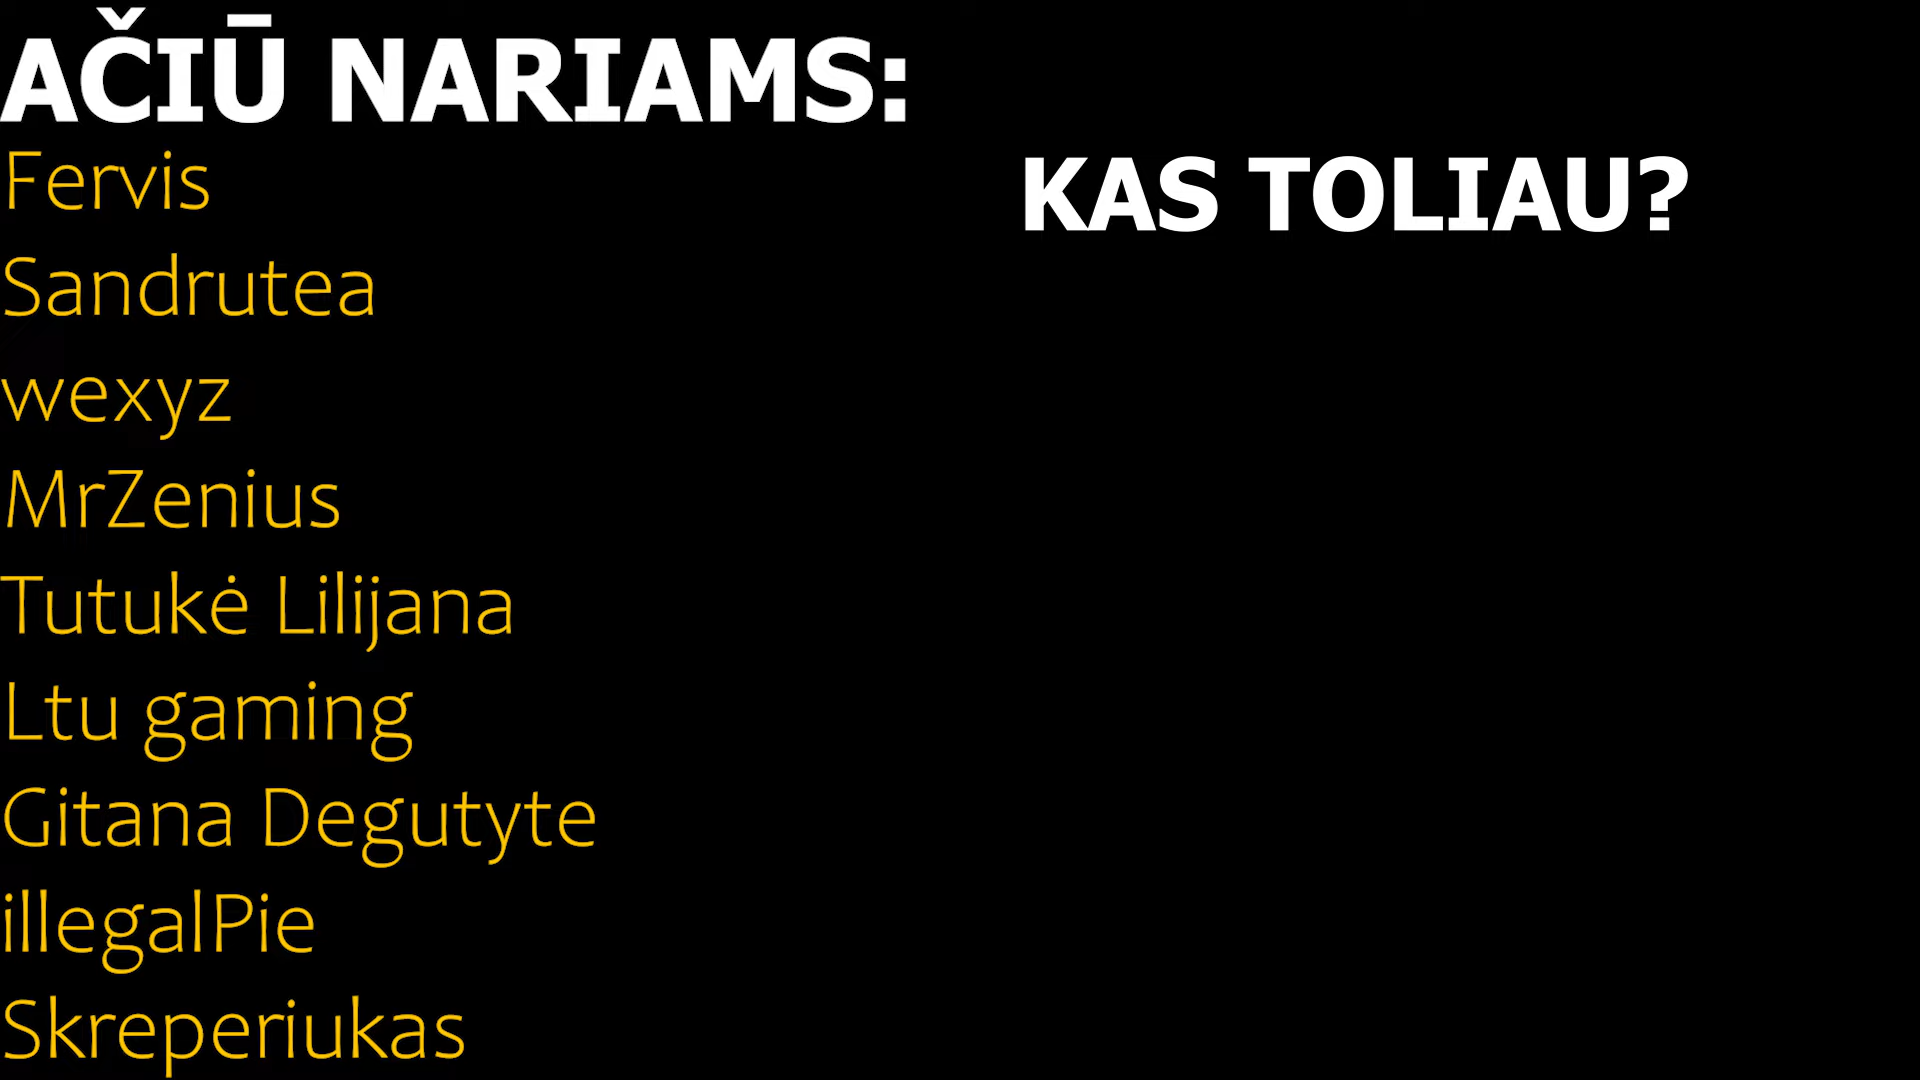 AČIŪ NARIAMS:
Fervis
Sandrutea
wexyz
MrZenius
Tutukė Lilijana
Ltu gaming
Gitana Degutyte
illegalPie
Skreperiukas
KAS TOLIAU?